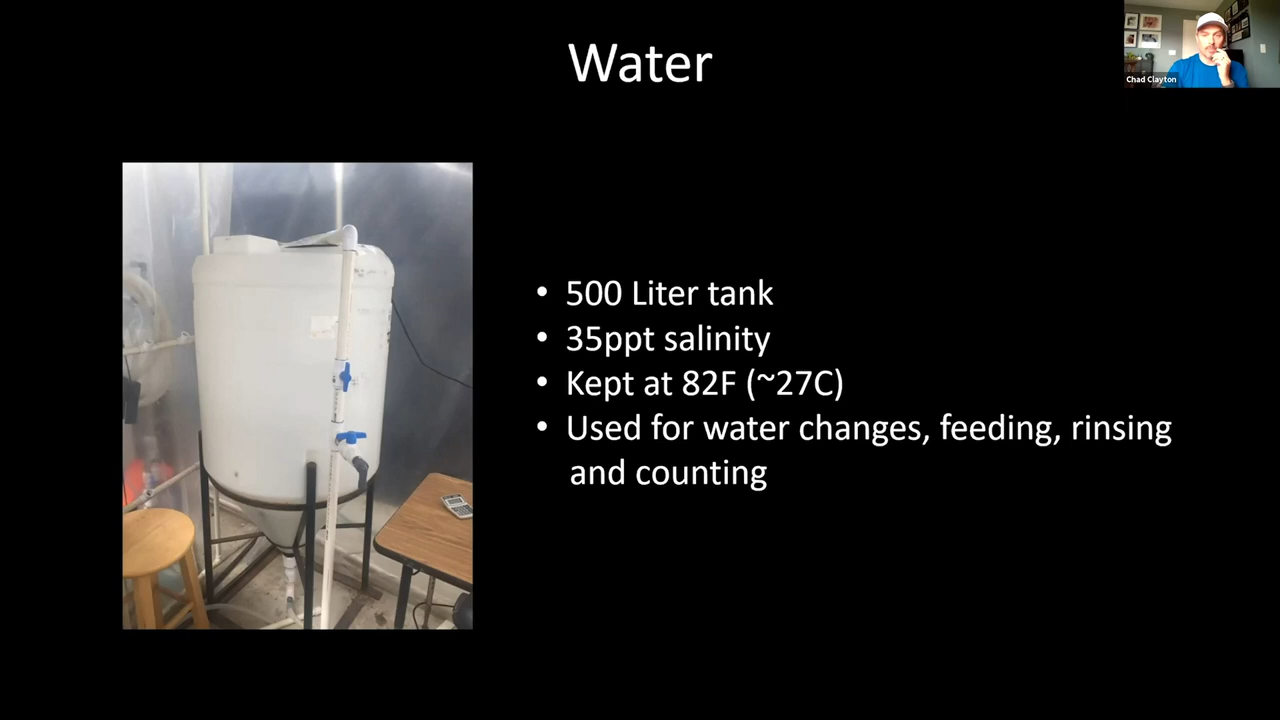 Water
Chad Clayton
• 500 Liter tank
• 35ppt salinity
• Kept at 82F (~27C)
• Used for water changes, feeding, rinsing
and counting